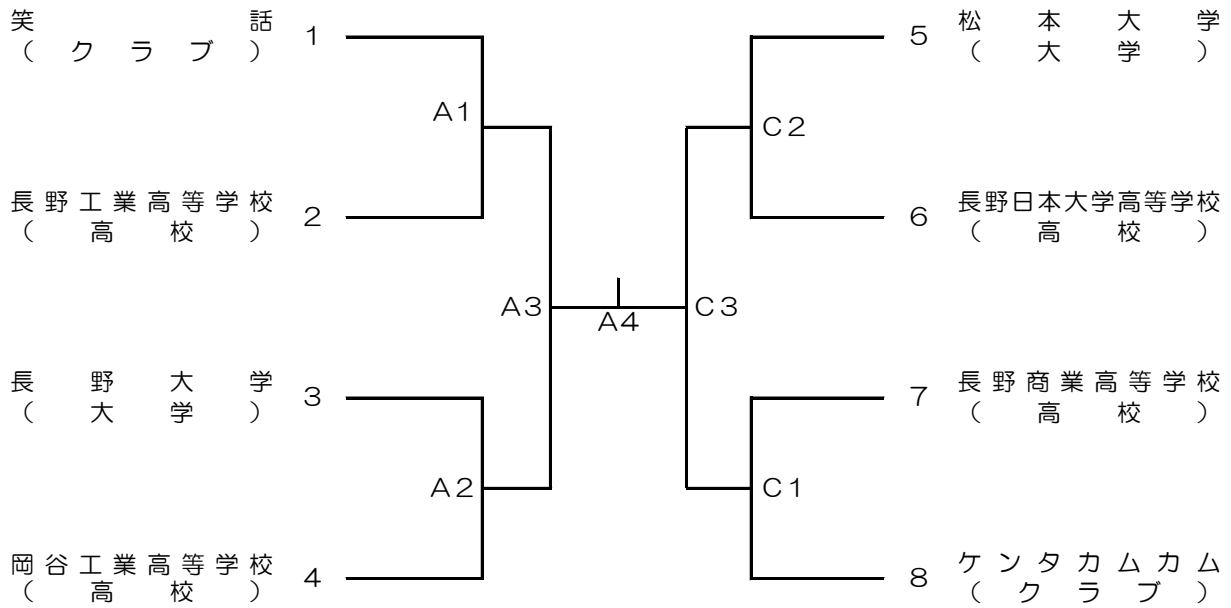 笑話
(クラブ)
1
A1
長野工業高等学校
(高校)
2
A3
長野大学
(大学)
3
A2
岡谷工業高等学校
(高校)
4
A4
5
松本大学
(大学)
C2
6
長野日本大学高等学校
(高校)
C3
7
長野商業高等学校
(高校)
C1
8
ケンタカムカム
(クラブ)